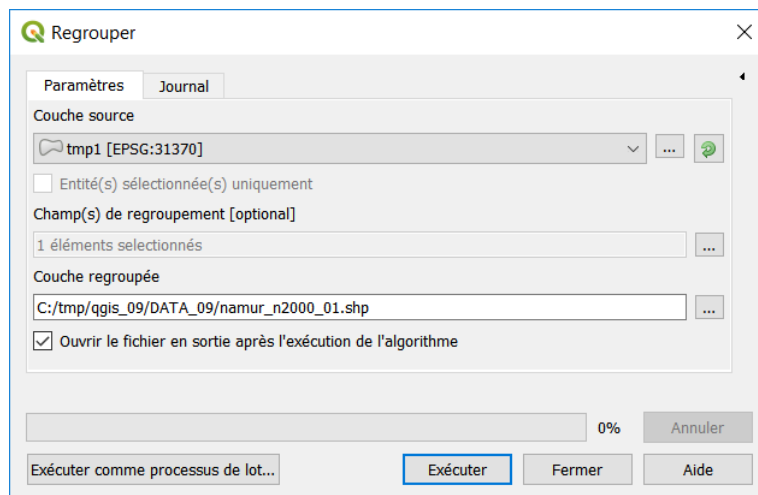 Regrouper
Paramètres Journal
Couche source
tmp1 [EPSG:31370]
...
Entité(s) sélectionnée(s) uniquement
Champ(s) de regroupement [optional]
1 éléments selectionnés ...
Couche regroupée
C:/tmp/qgis_09/DATA_09/namur_n2000_01.shp ...
Ouvrir le fichier en sortie après l'exécution de l'algorithme
0% Annuler
Exécuter comme processus de lot... Exécuter Fermer Aide